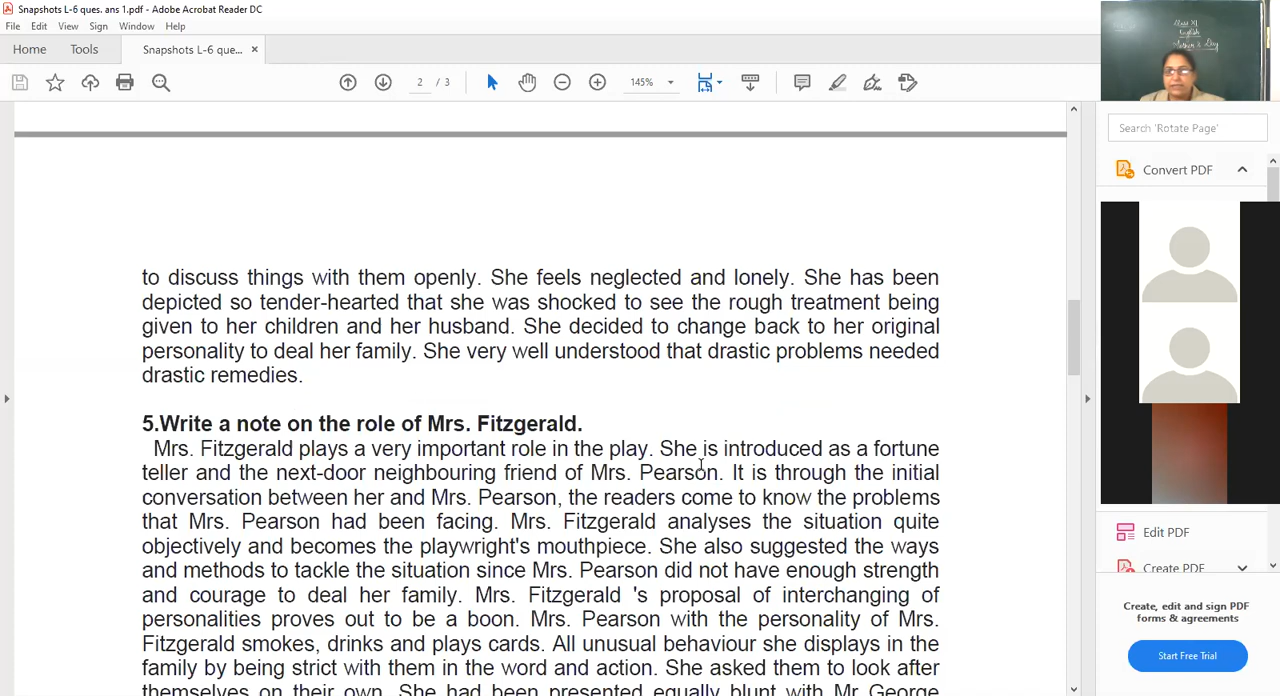 Snapshots L-6 ques. ans 1.pdf - Adobe Acrobat Reader DC
File Edit View Sign Window Help
Home Tools Snapshots L-6 que... ×
2 / 3 145%
Class XI
English
Mother's Day
Search 'Rotate Page'
Convert PDF
to discuss things with them openly. She feels neglected and lonely. She has been
depicted so tender-hearted that she was shocked to see the rough treatment being
given to her children and her husband. She decided to change back to her original
personality to deal her family. She very well understood that drastic problems needed
drastic remedies.
5.Write a note on the role of Mrs. Fitzgerald.
Mrs. Fitzgerald plays a very important role in the play. She is introduced as a fortune
teller and the next-door neighbouring friend of Mrs. Pearson. It is through the initial
conversation between her and Mrs. Pearson, the readers come to know the problems
that Mrs. Pearson had been facing. Mrs. Fitzgerald analyses the situation quite
objectively and becomes the playwright's mouthpiece. She also suggested the ways
and methods to tackle the situation since Mrs. Pearson did not have enough strength
and courage to deal her family. Mrs. Fitzgerald 's proposal of interchanging of
personalities proves out to be a boon. Mrs. Pearson with the personality of Mrs.
Fitzgerald smokes, drinks and plays cards. All unusual behaviour she displays in the
family by being strict with them in the word and action. She asked them to look after
themselves on their own. She had been presented equally blunt with Mr George
Edit PDF
Create PDF
Create, edit and sign PDF
forms & agreements
Start Free Trial